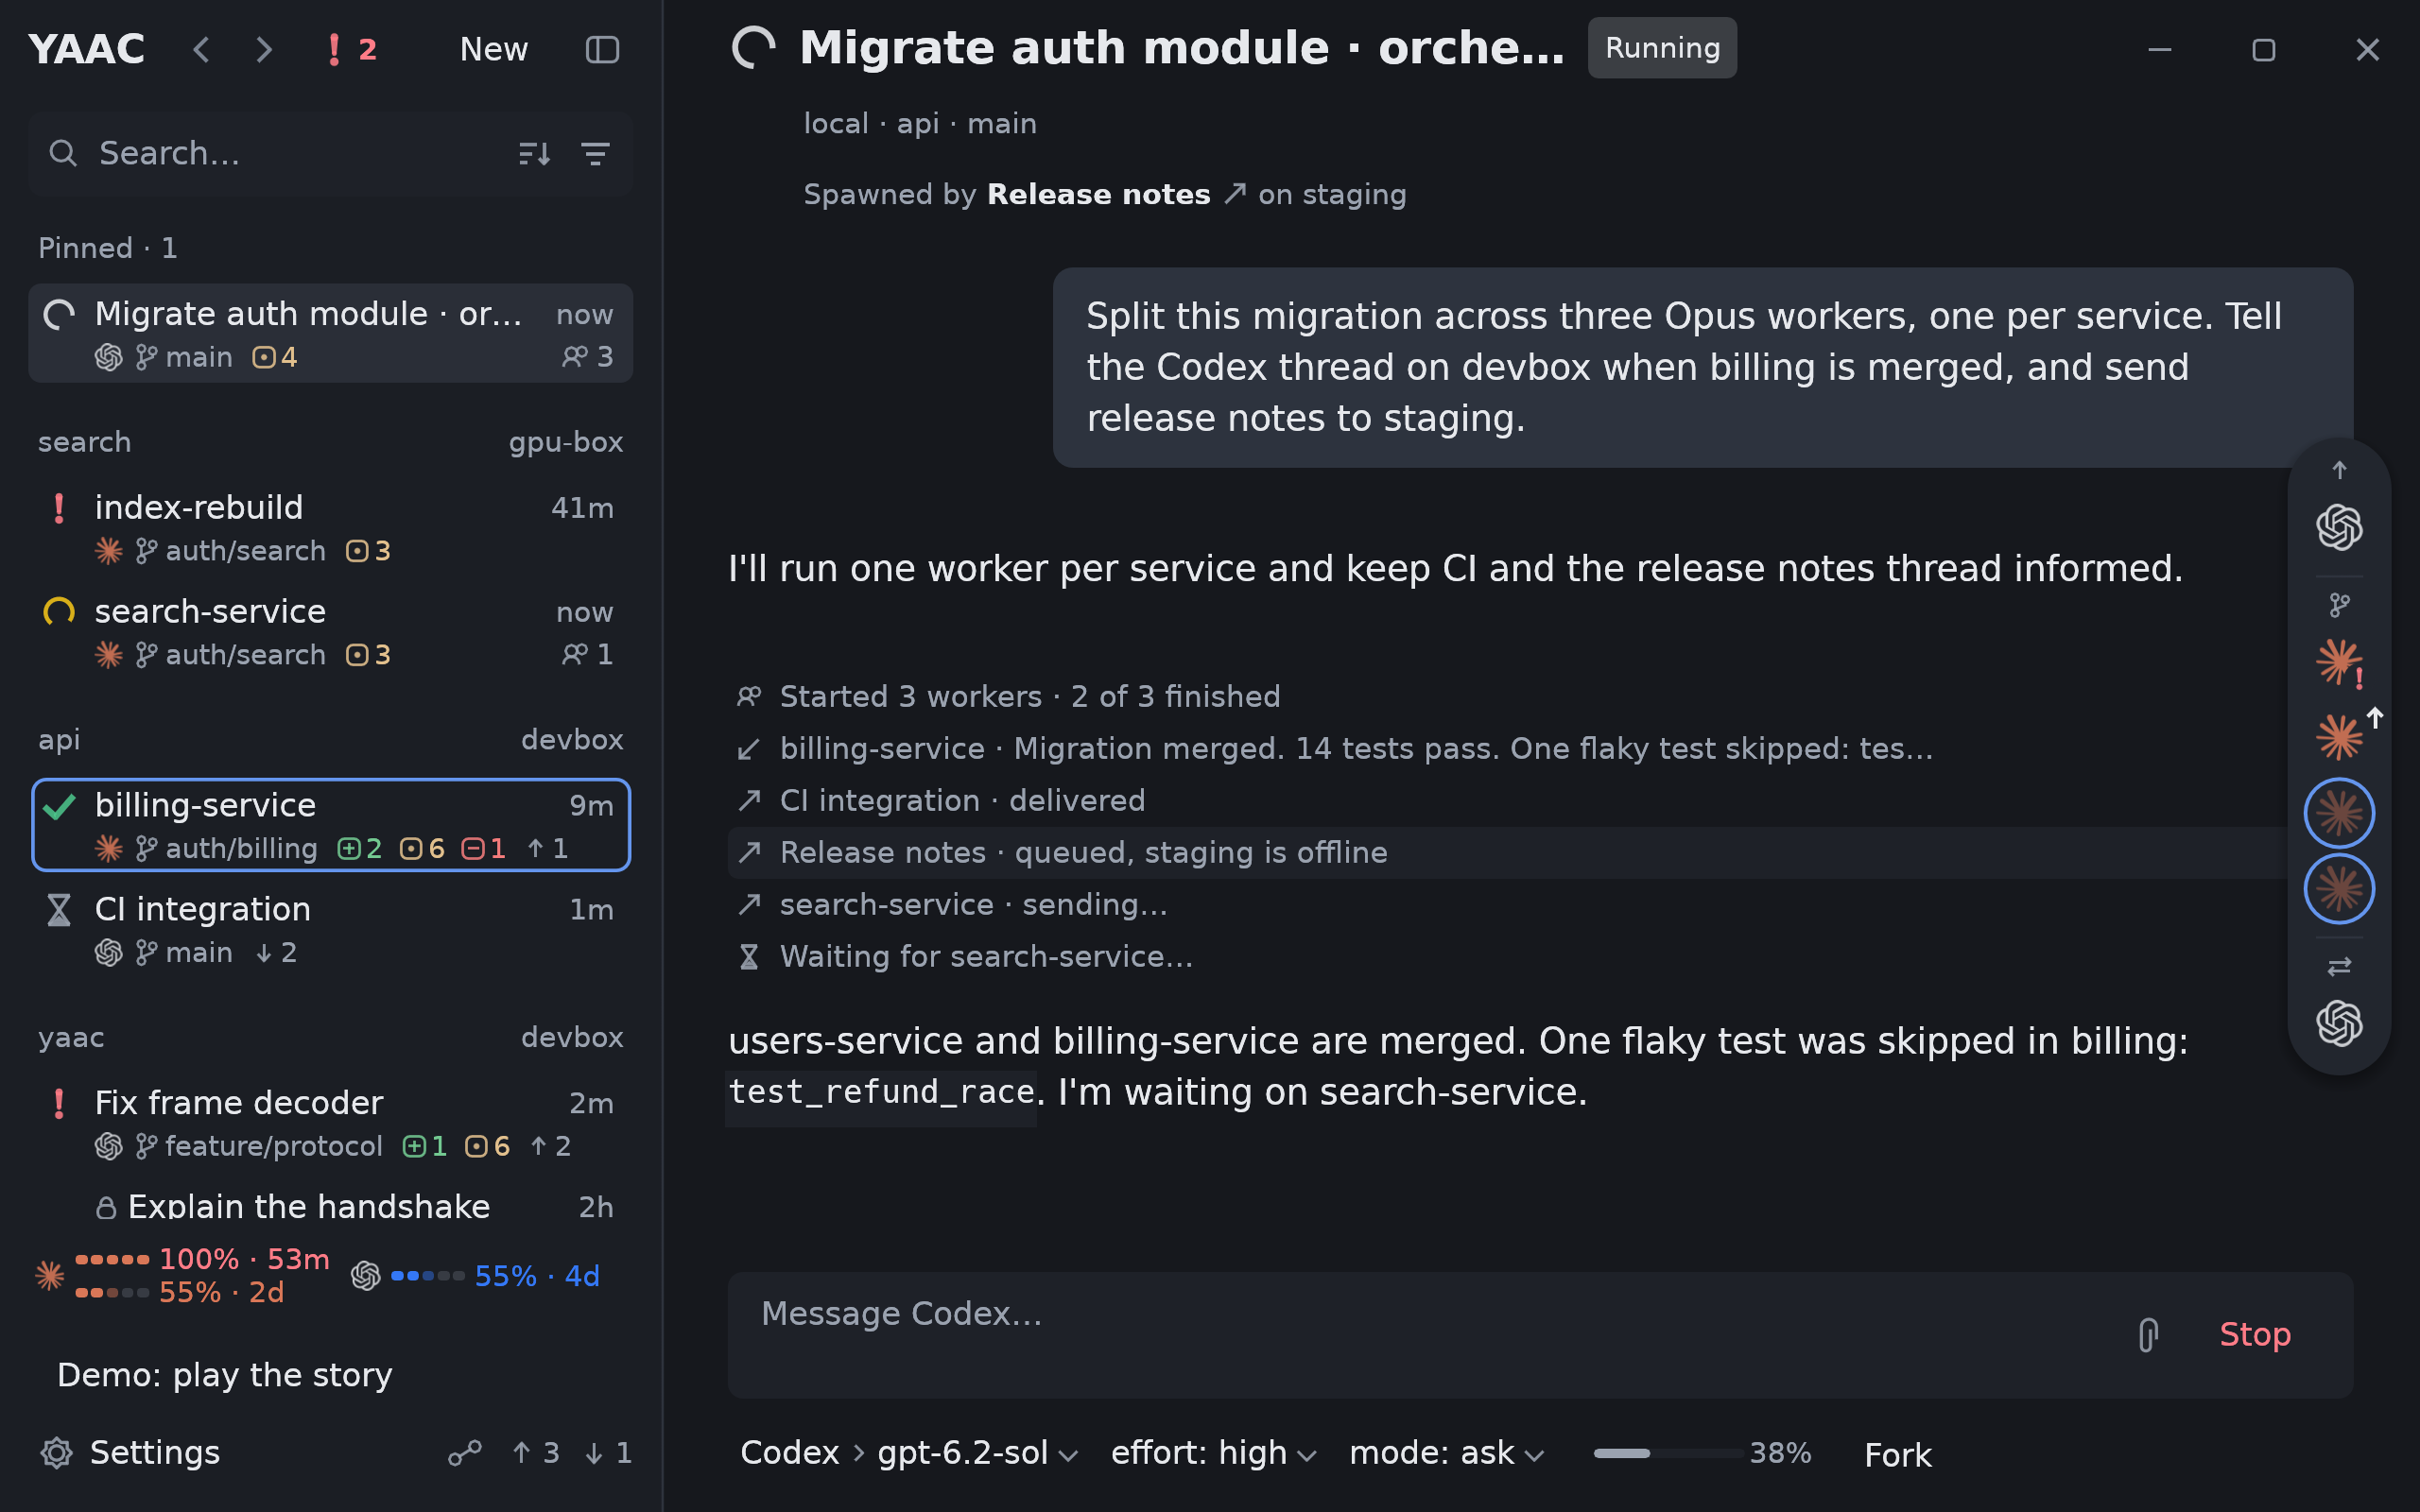 YAAC
2
New
Search...
Pinned · 1
Migrate auth module · or... now
main 4 3
search gpu-box
index-rebuild 41m
auth/search 3
search-service now
auth/search 3 1
api devbox
billing-service 9m
auth/billing 2 6 1 ↑ 1
CI integration 1m
main ↓ 2
yaac devbox
Fix frame decoder 2m
feature/protocol 1 6 ↑ 2
Explain the handshake 2h
100% · 53m
55% · 2d
55% · 4d
Demo: play the story
Settings ↑ 3 ↓ 1
Migrate auth module · orche... Running
local · api · main
Spawned by Release notes ↗ on staging
Split this migration across three Opus workers, one per service. Tell
the Codex thread on devbox when billing is merged, and send
release notes to staging.
I'll run one worker per service and keep CI and the release notes thread informed.
Started 3 workers · 2 of 3 finished
↙ billing-service · Migration merged. 14 tests pass. One flaky test skipped: tes...
↗ CI integration · delivered
↗ Release notes · queued, staging is offline
↗ search-service · sending...
Waiting for search-service...
users-service and billing-service are merged. One flaky test was skipped in billing:
test_refund_race. I'm waiting on search-service.
Message Codex...
Stop
Codex > gpt-6.2-sol effort: high mode: ask 38% Fork